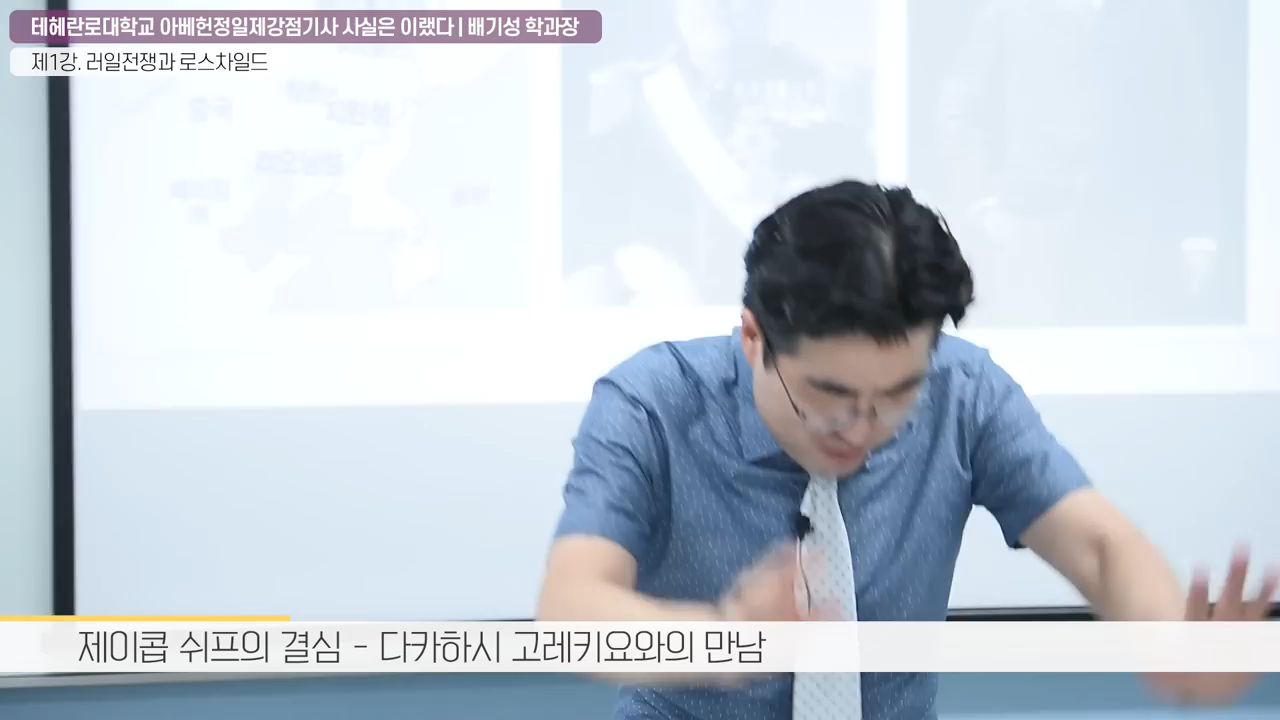 테헤란로대학교 아베헌정일제강점기사 사실은 이랬다 | 배기성 학과장
제1강. 러일전쟁과 로스차일드
중국
제이콥 쉬프의 결심 - 다카하시 고레키요와의 만남